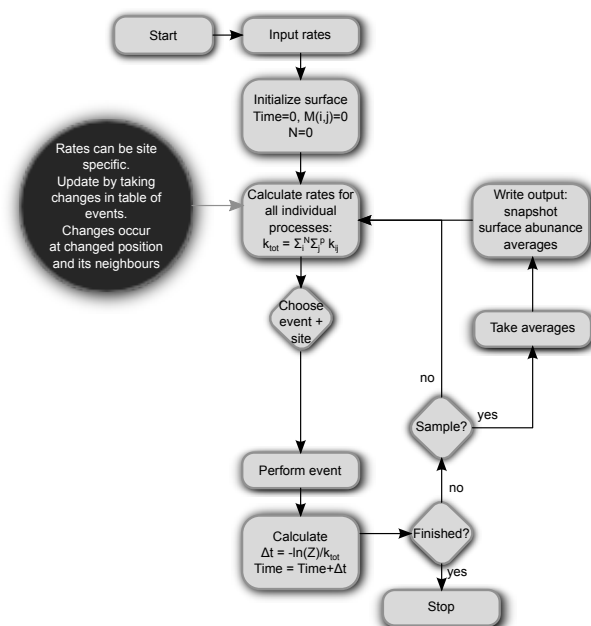 Start
Input rates
Initialize surface
Time=0, M(i,j)=0
N=0
Rates can be site
specific.
Update by taking
changes in table of
events.
Changes occur
at changed position
and its neighbours
Calculate rates for
all individual
processes:
k_tot = Σ_i^N Σ_j^p k_ij
Write output:
snapshot
surface abunance
averages
Choose
event +
site
Take averages
no
Sample?
yes
Perform event
no
Calculate
Δt = -ln(Z)/k_tot
Time = Time+Δt
Finished?
yes
Stop